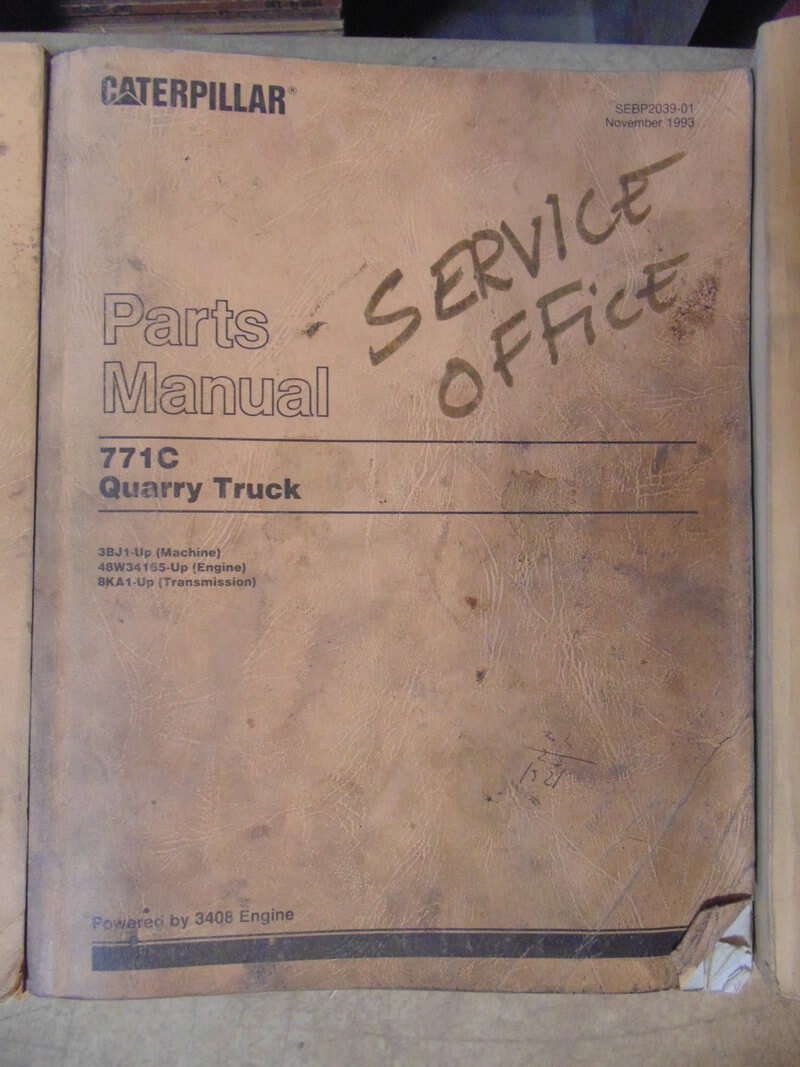 CATERPILLAR®
SEBP2039-01
November 1993
SERVICE
OFFiCE
Parts
Manual
771C
Quarry Truck
3BJ1-Up (Machine)
48W34165-Up (Engine)
8KA1-Up (Transmission)
Powered by 3408 Engine